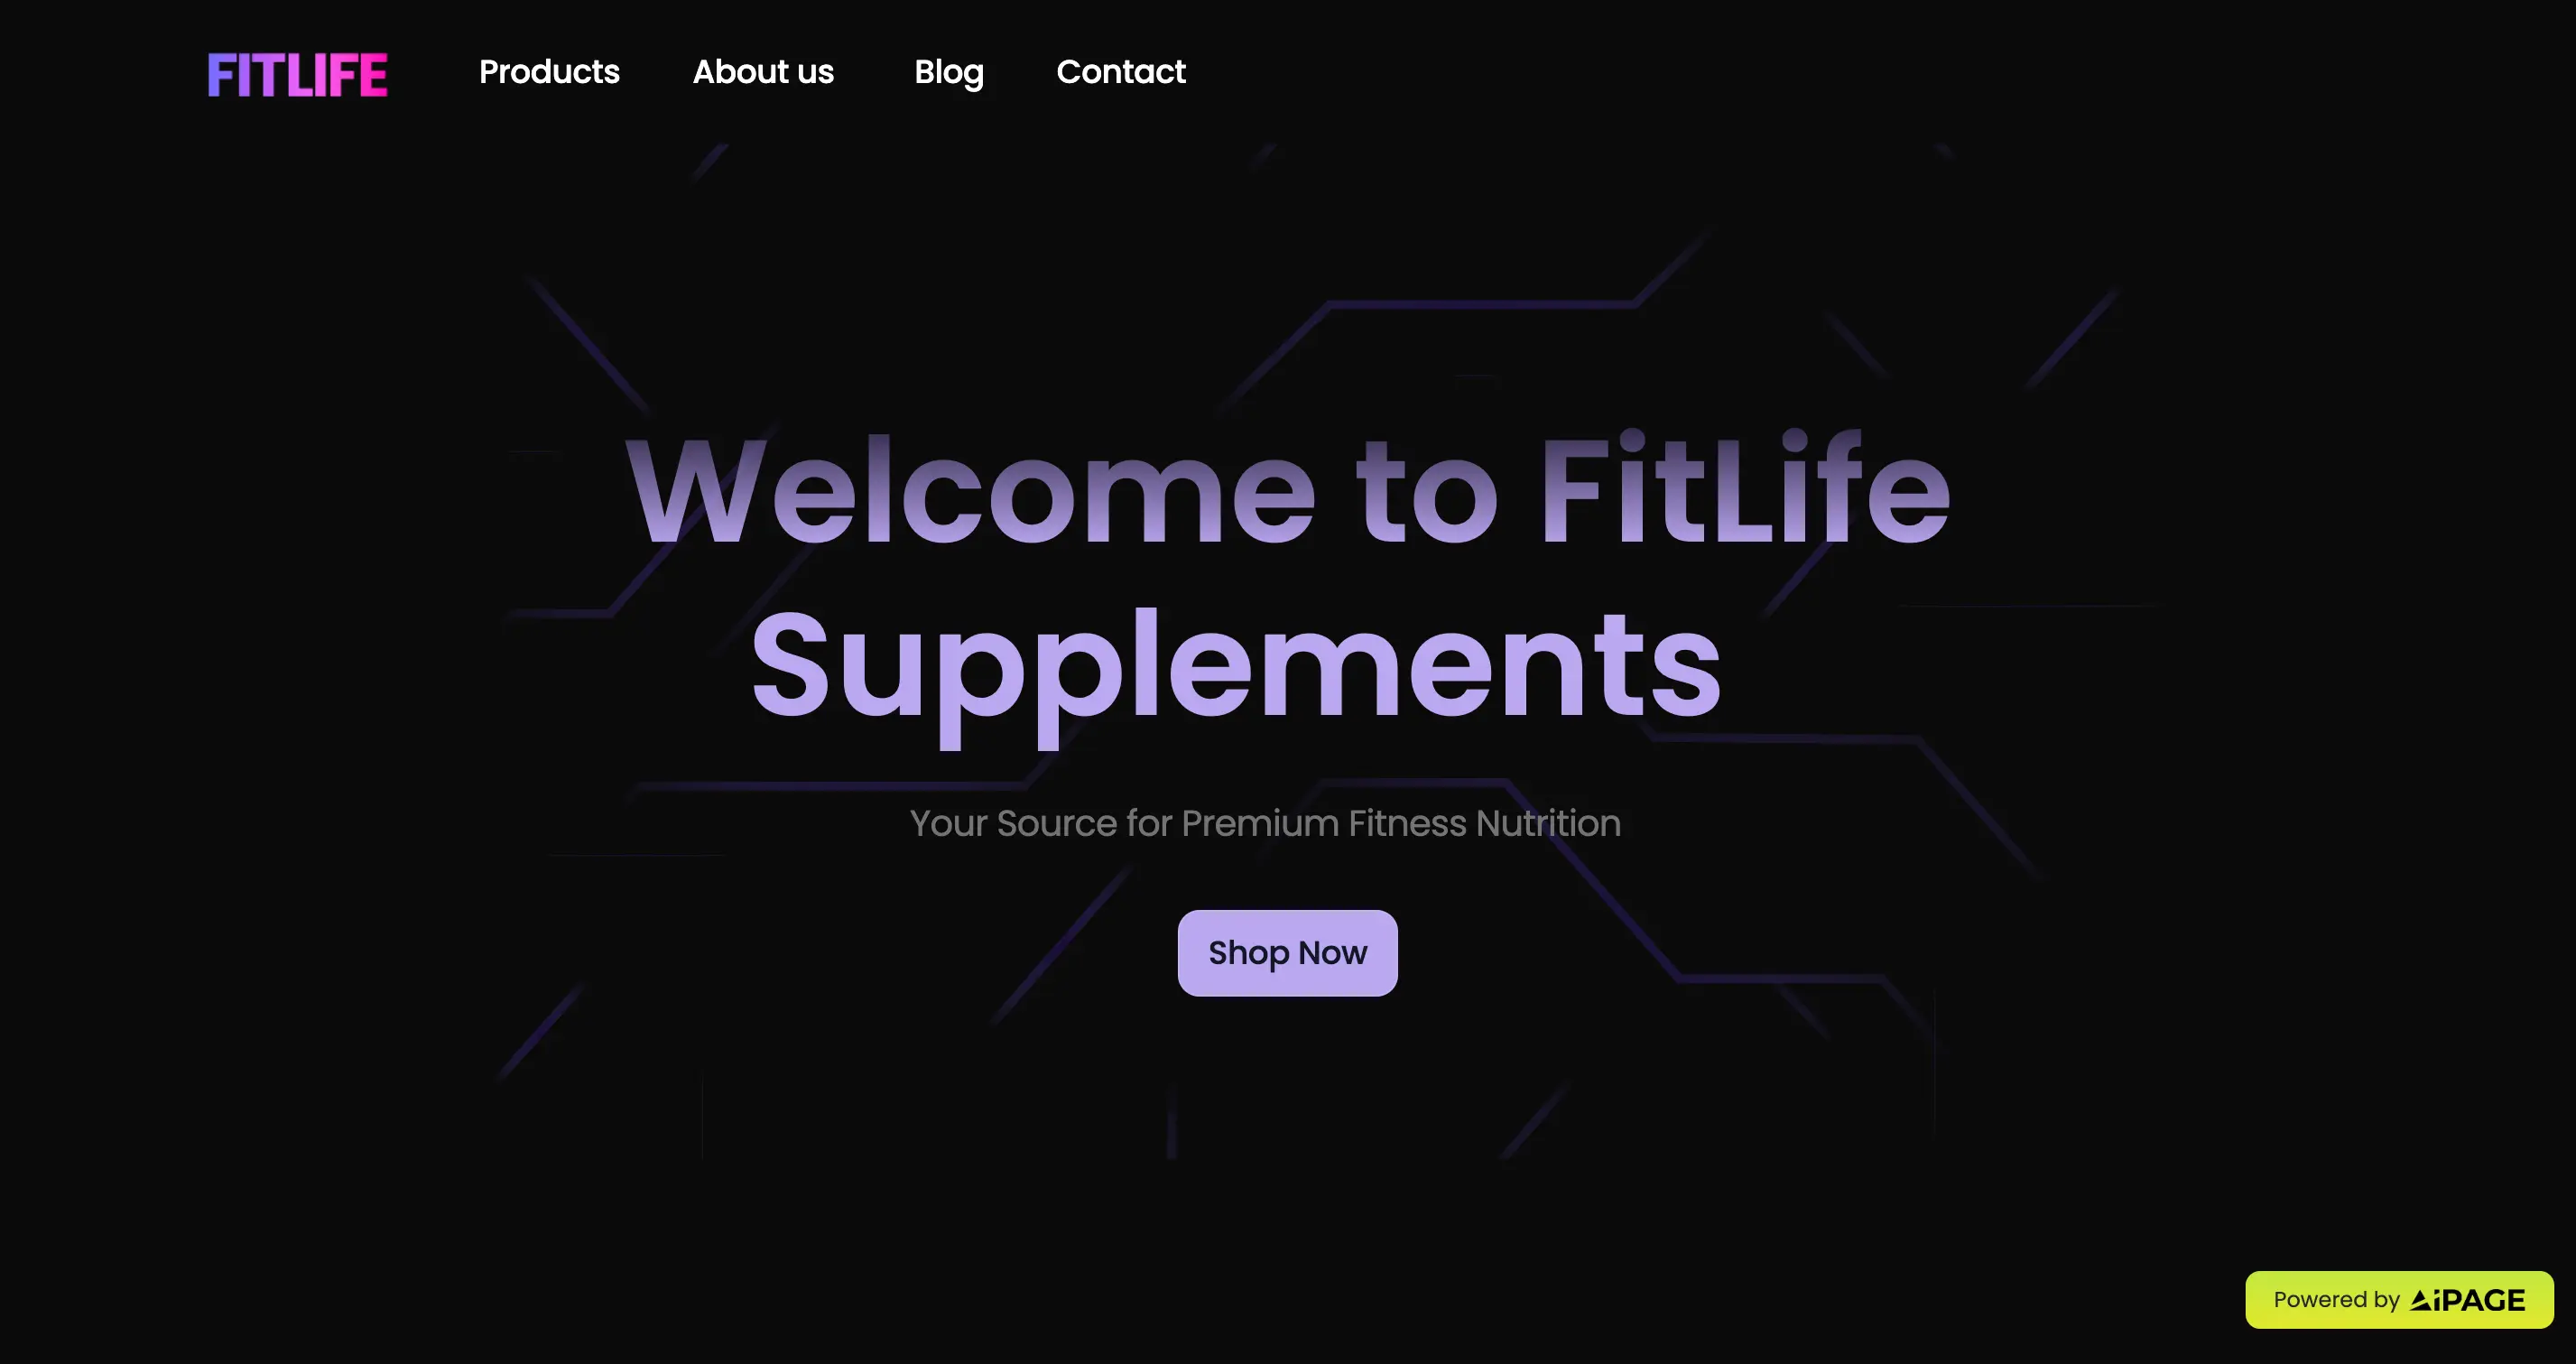 FITLIFE Products About us Blog Contact
Welcome to FitLife
Supplements
Your Source for Premium Fitness Nutrition
Shop Now
Powered by AiPAGE